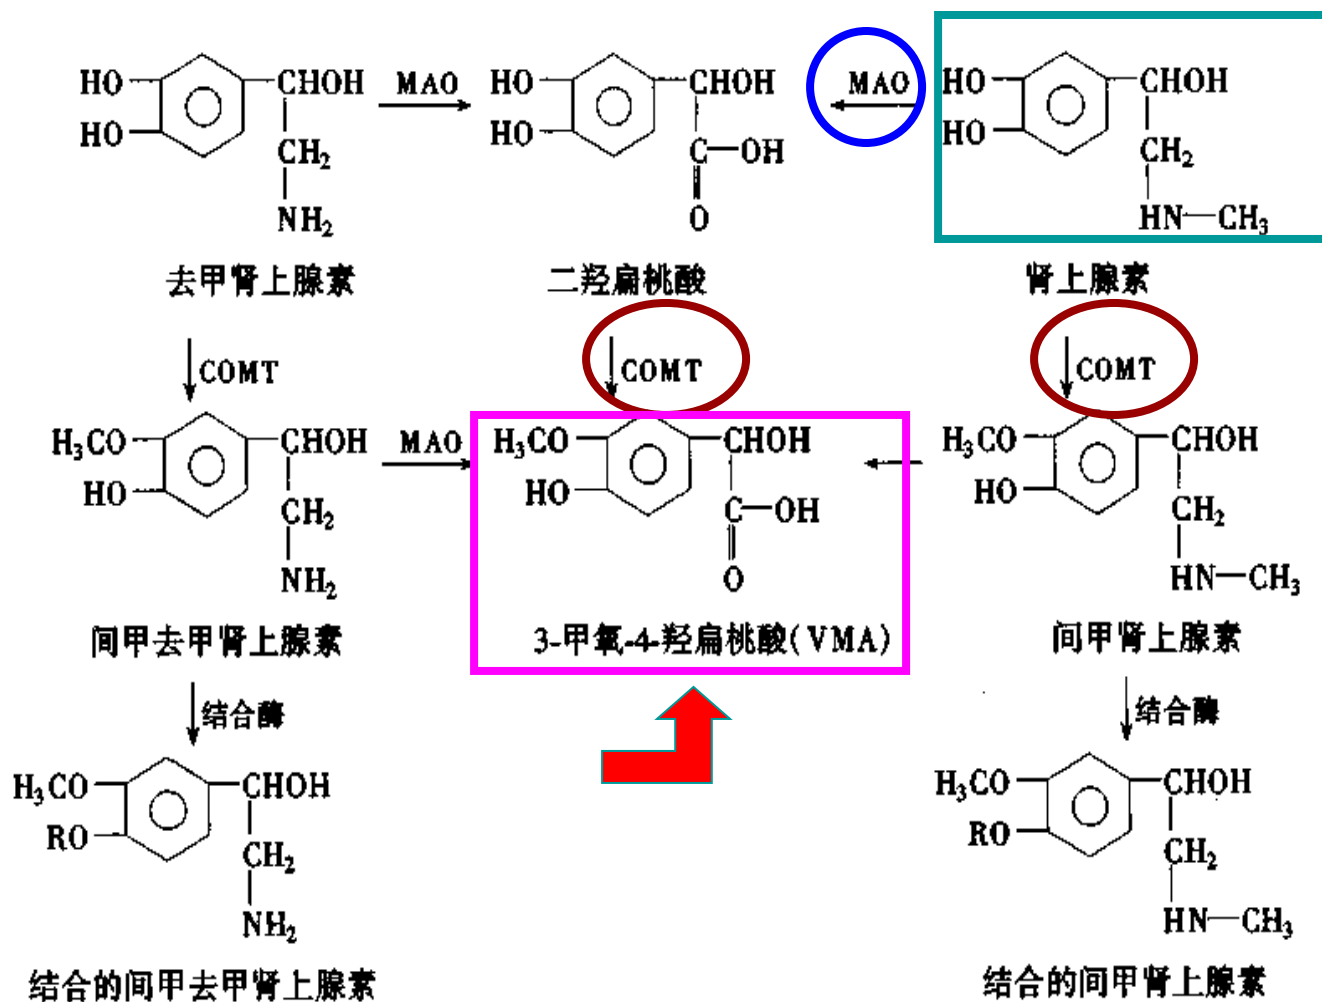 HO CHOH MAO HO CHOH MAO HO CHOH
HO CH₂ HO C OH HO CH₂
NH₂ O HN CH₃
去甲肾上腺素 二羟扁桃酸 肾上腺素
COMT COMT COMT
H₃CO CHOH MAO H₃CO CHOH H₃CO CHOH
HO CH₂ HO C OH HO CH₂
NH₂ O HN CH₃
间甲去甲肾上腺素 3-甲氧-4-羟扁桃酸(VMA) 间甲肾上腺素
结合酶 结合酶
H₃CO CHOH H₃CO CHOH
RO CH₂ RO CH₂
NH₂ HN CH₃
结合的间甲去甲肾上腺素 结合的间甲肾上腺素